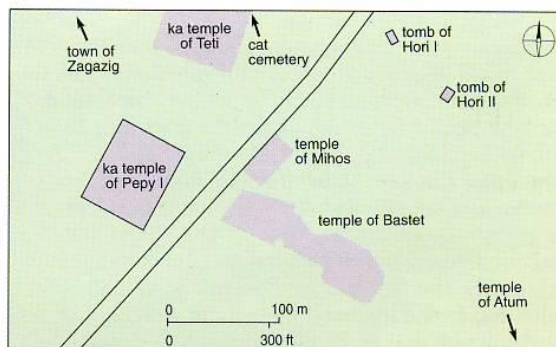 town of
Zagazig
ka temple
of Teti
cat
cemetery
tomb of
Hori I
tomb of
Hori II
ka temple
of Pepy I
temple
of Mihos
temple of Bastet
temple
of Atum
0 100 m
0 300 ft